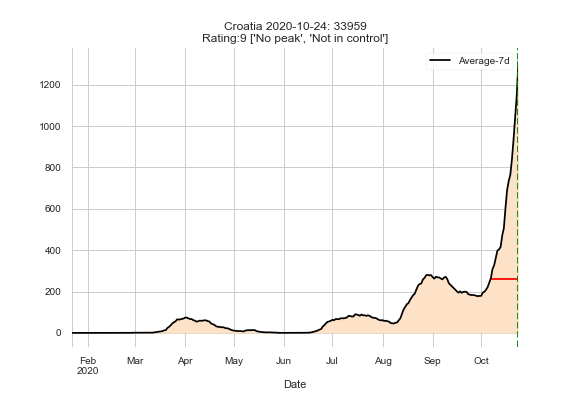 Croatia 2020-10-24: 33959
Rating:9 ['No peak', 'Not in control']
Average-7d
1200
1000
800
600
400
200
0
Feb Mar Apr May Jun Jul Aug Sep Oct
2020
Date